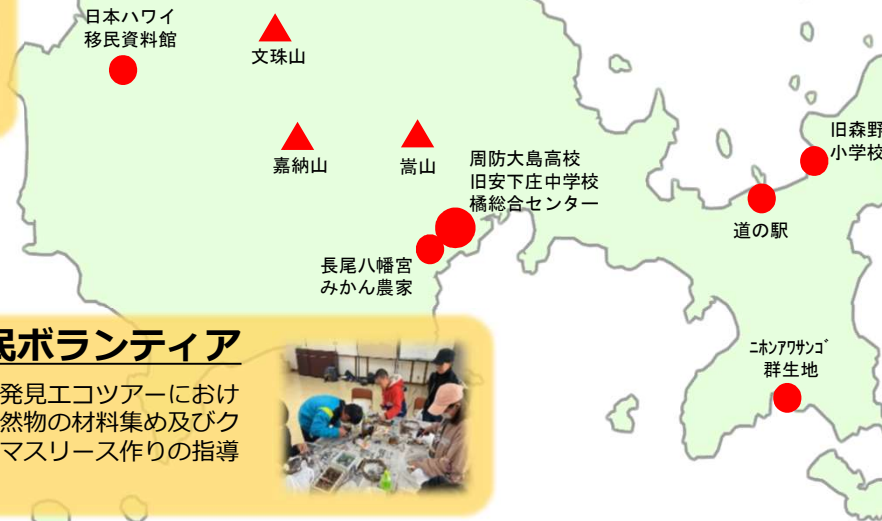 日本ハワイ
移民資料館
文珠山
嘉納山
嵩山
周防大島高校
旧安下庄中学校
橘総合センター
長尾八幡宮
みかん農家
旧森野
小学校
道の駅
ﾆﾎﾝｱﾜｻﾝｺﾞ
群生地
民ボランティア
発見エコツアーにおけ
然物の材料集め及びク
マスリース作りの指導